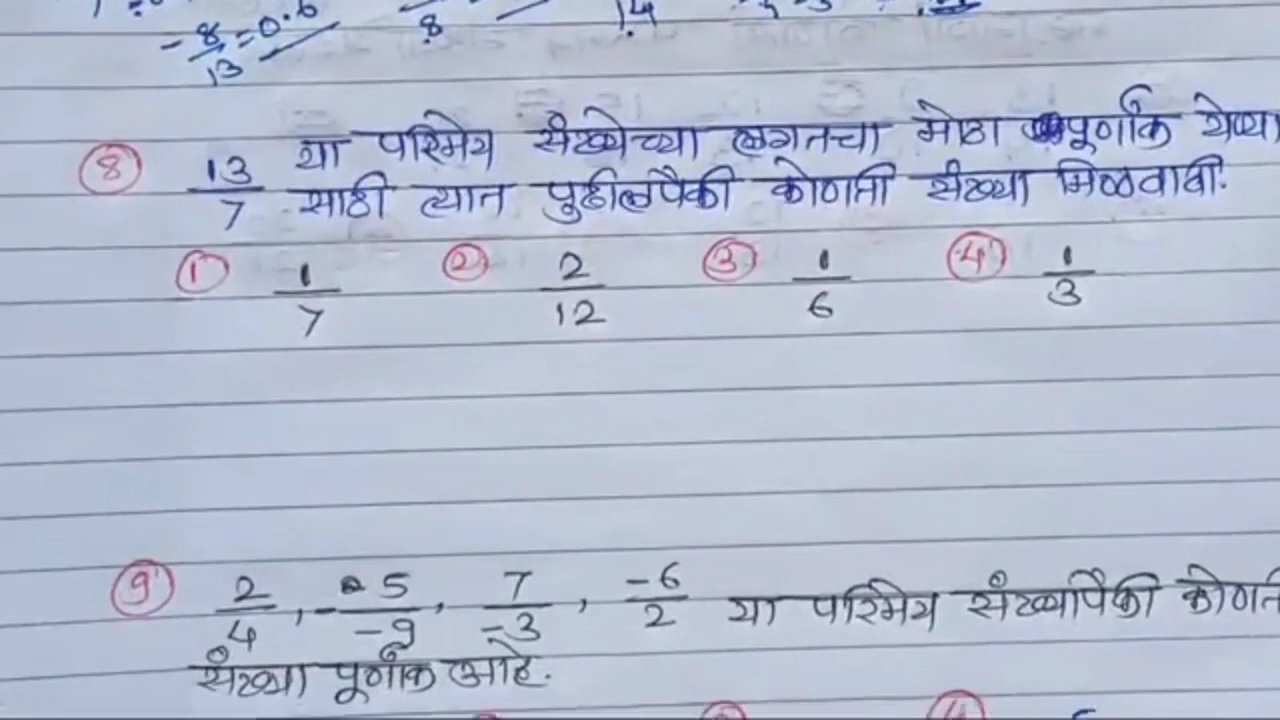 - 8/13 = 0.6
8
14
⑧ 13/7 या परिमेय संख्येच्या लगतचा मोठा पूर्णांक येण्या
साठी त्यात पुढीलपैकी कोणती संख्या मिळवावी.
① 1/7 ② 2/12 ③ 1/6 ④ 1/3
⑨ 2/4, -5/-9, 7/-3, -6/2 या परिमेय संख्यांपैकी कोणती
संख्या पूर्णांक आहे.